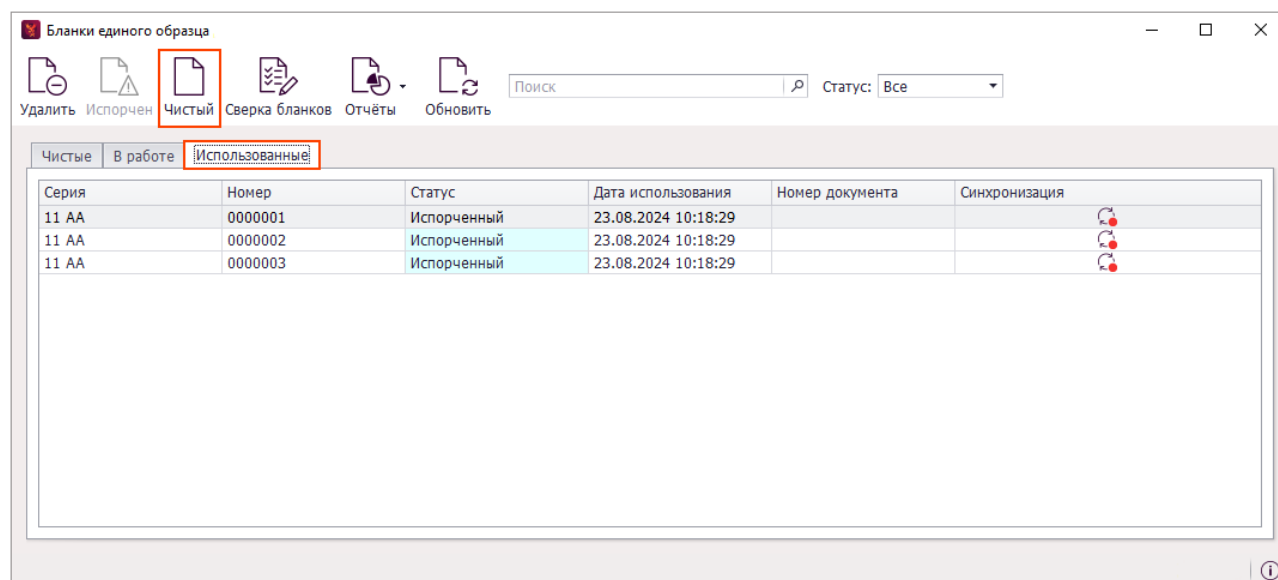 Бланки единого образца
Удалить Испорчен Чистый Сверка бланков Отчёты Обновить Поиск Статус: Все
Чистые В работе Использованные
Серия Номер Статус Дата использования Номер документа Синхронизация
11 АА 0000001 Испорченный 23.08.2024 10:18:29
11 АА 0000002 Испорченный 23.08.2024 10:18:29
11 АА 0000003 Испорченный 23.08.2024 10:18:29